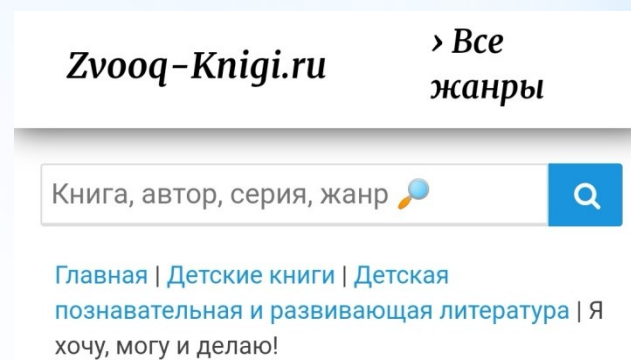 Zvooq-Knigi.ru
› Все
жанры
Книга, автор, серия, жанр 🔎
Главная | Детские книги | Детская
познавательная и развивающая литература | Я
хочу, могу и делаю!